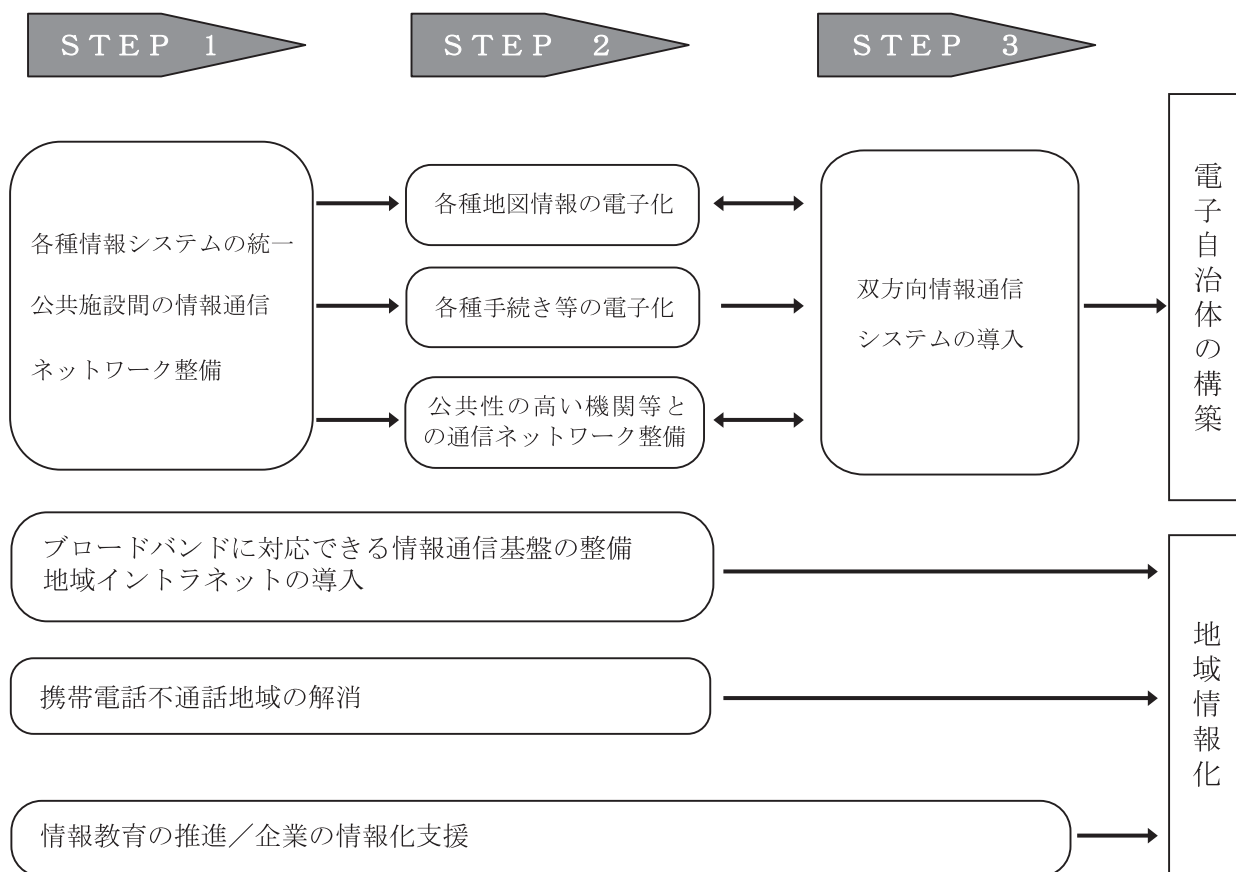 STEP 1
STEP 2
STEP 3
各種情報システムの統一
公共施設間の情報通信
ネットワーク整備
各種地図情報の電子化
各種手続き等の電子化
公共性の高い機関等と
の通信ネットワーク整備
双方向情報通信
システムの導入
電子自治体の構築
ブロードバンドに対応できる情報通信基盤の整備
地域イントラネットの導入
携帯電話不通話地域の解消
情報教育の推進／企業の情報化支援
地域情報化